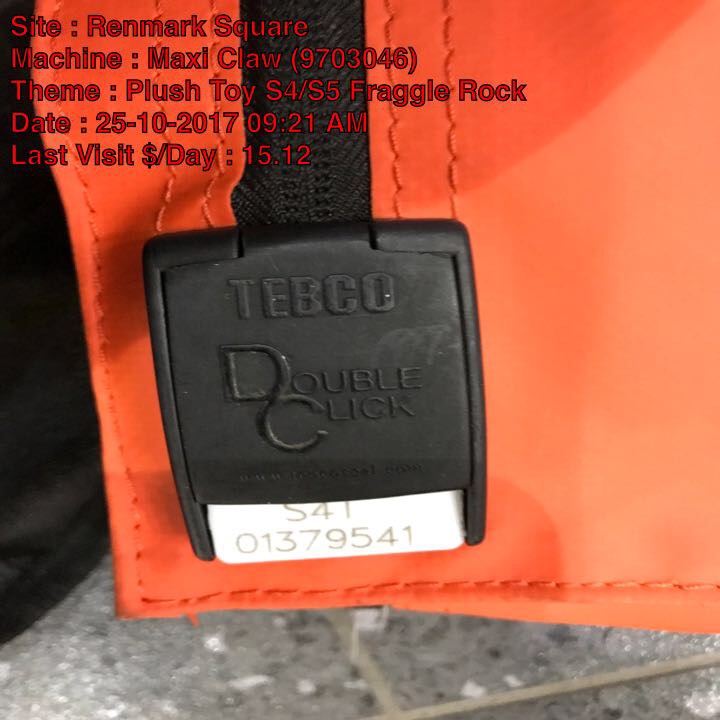 Site : Renmark Square
Machine : Maxi Claw (9703046)
Theme : Plush Toy S4/S5 Fraggle Rock
Date : 25-10-2017 09:21 AM
Last Visit $/Day : 15.12
TEBCO
DOUBLE
CLICK
01379541